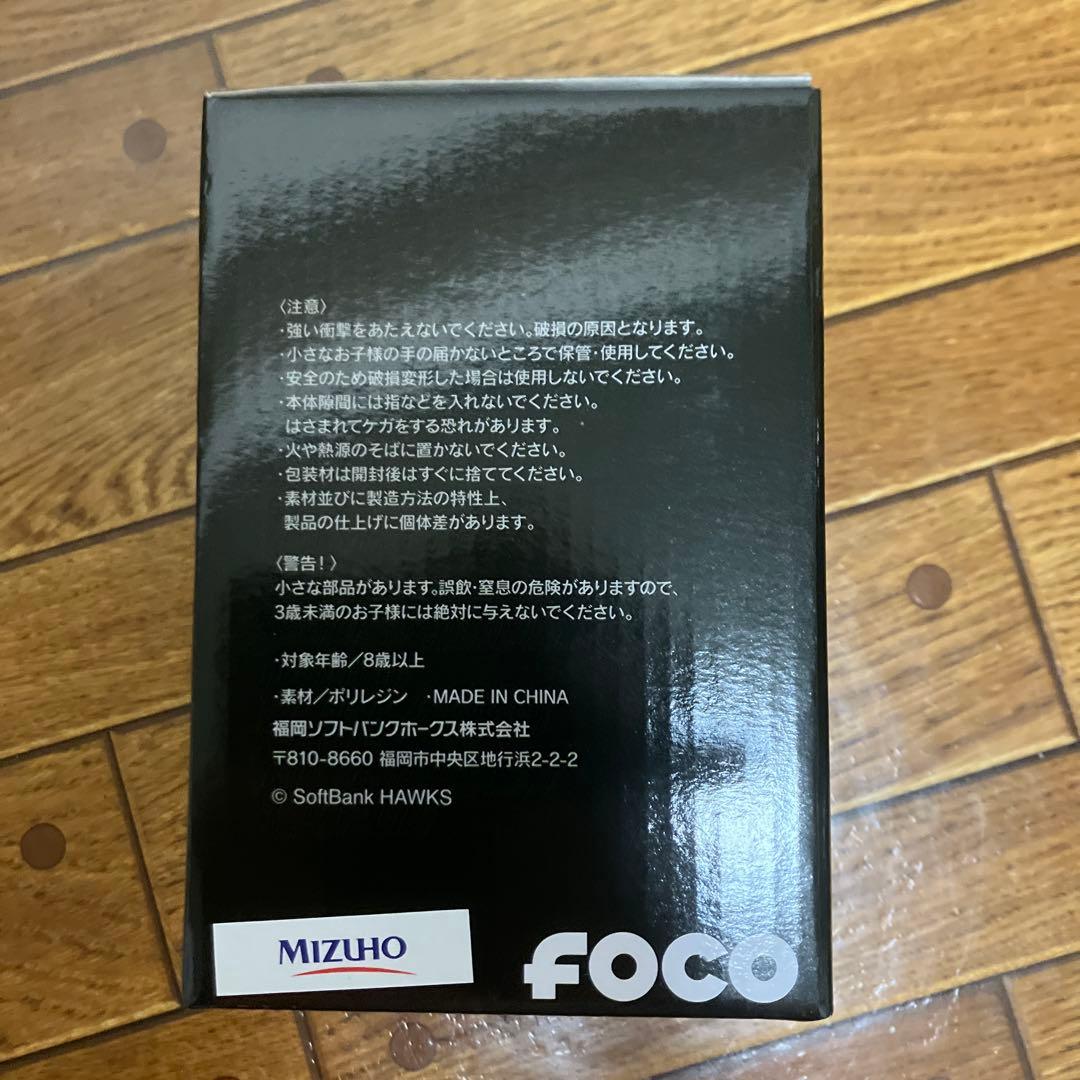 〈注意〉
・強い衝撃をあたえないでください。破損の原因となります。
・小さなお子様の手の届かないところで保管・使用してください。
・安全のため破損変形した場合は使用しないでください。
・本体隙間には指などを入れないでください。
はさまれてケガをする恐れがあります。
・火や熱源のそばに置かないでください。
・包装材は開封後はすぐに捨ててください。
・素材並びに製造方法の特性上、
製品の仕上げに個体差があります。
〈警告！〉
小さな部品があります。誤飲・窒息の危険がありますので、
3歳未満のお子様には絶対に与えないでください。
・対象年齢／8歳以上
・素材／ポリレジン ・MADE IN CHINA
福岡ソフトバンクホークス株式会社
〒810-8660 福岡市中央区地行浜2-2-2
© SoftBank HAWKS
MIZUHO
FOCO